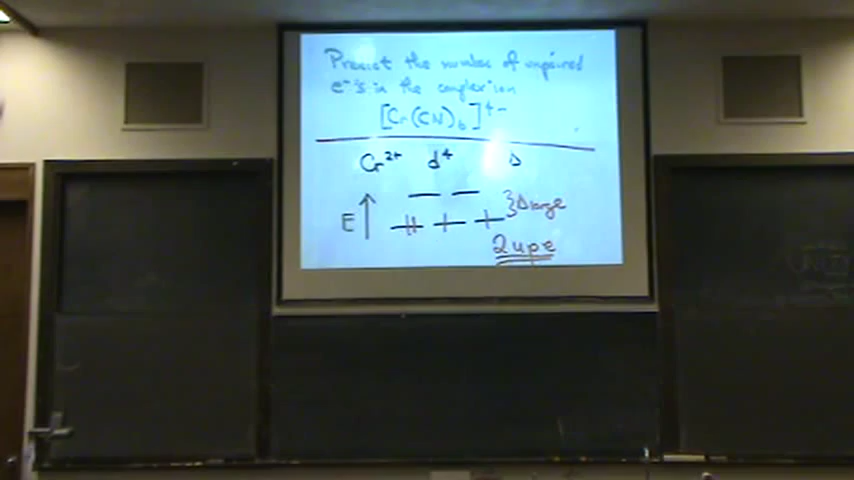 Predict the number of unpaired
e⁻'s in the complex ion
[Cr(CN)₆]⁴⁻
Cr²⁺ d⁴ Δ
E
} Δ large
2 upe